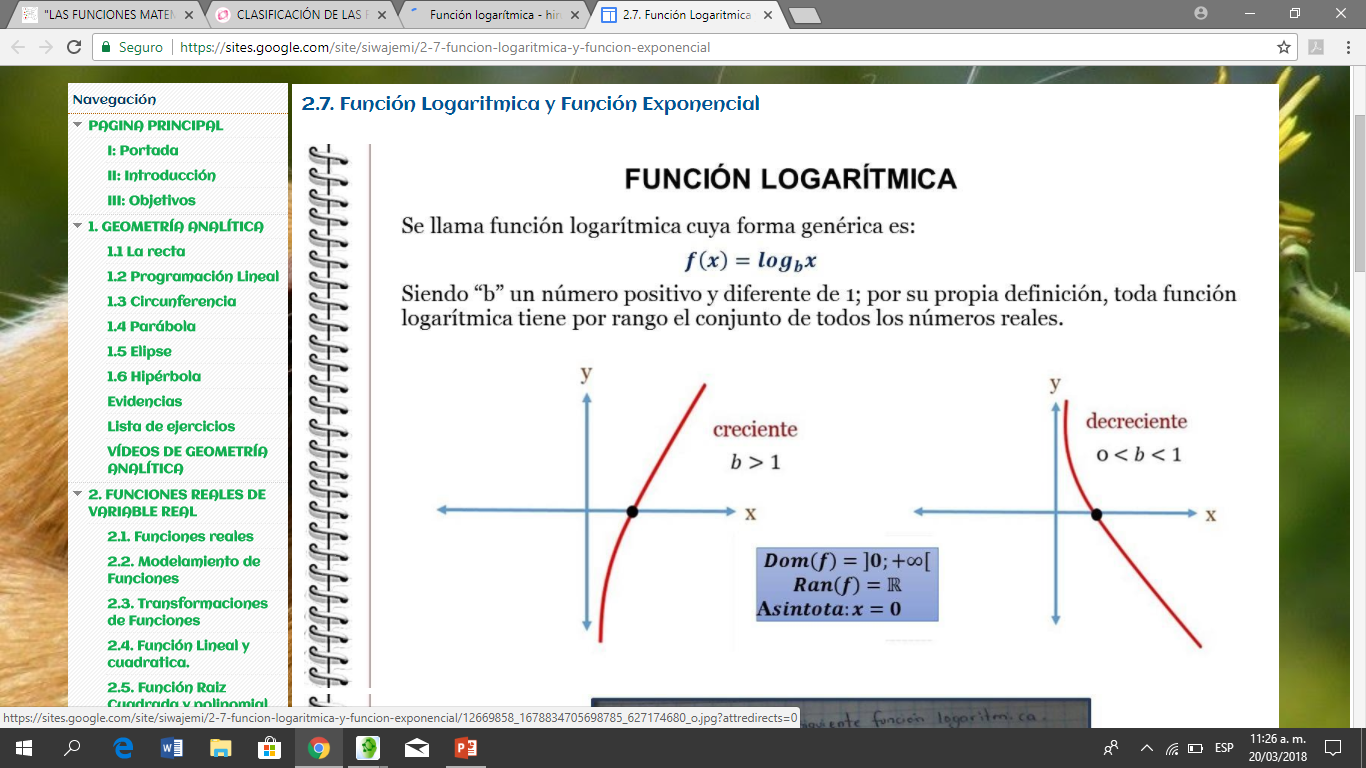 "LAS FUNCIONES MATEM
CLASIFICACIÓN DE LAS F
Función logarítmica - hiru
2.7. Función Logaritmica
Seguro
https://sites.google.com/site/siwajemi/2-7-funcion-logaritmica-y-funcion-exponencial
Navegación
PAGINA PRINCIPAL
I: Portada
II: Introducción
III: Objetivos
1. GEOMETRÍA ANALÍTICA
1.1 La recta
1.2 Programación Lineal
1.3 Circunferencia
1.4 Parábola
1.5 Elipse
1.6 Hipérbola
Evidencias
Lista de ejercicios
VÍDEOS DE GEOMETRÍA
ANALÍTICA
2. FUNCIONES REALES DE
VARIABLE REAL
2.1. Funciones reales
2.2. Modelamiento de
Funciones
2.3. Transformaciones
de Funciones
2.4. Función Lineal y
cuadratica.
2.5. Función Raiz
Cuadrada y polinomial
2.7. Función Logaritmica y Función Exponencial
FUNCIÓN LOGARÍTMICA
Se llama función logarítmica cuya forma genérica es:
f(x) = log_b x
Siendo “b” un número positivo y diferente de 1; por su propia definición, toda función
logarítmica tiene por rango el conjunto de todos los números reales.
y
creciente
b > 1
x
y
decreciente
0 < b < 1
x
Dom(f) = ]0; +∞[
Ran(f) = ℝ
Asintota: x = 0
función logaritmica.
https://sites.google.com/site/siwajemi/2-7-funcion-logaritmica-y-funcion-exponencial/12669858_1678834705698785_627174680_o.jpg?attredirects=0
ESP
11:26 a. m.
20/03/2018